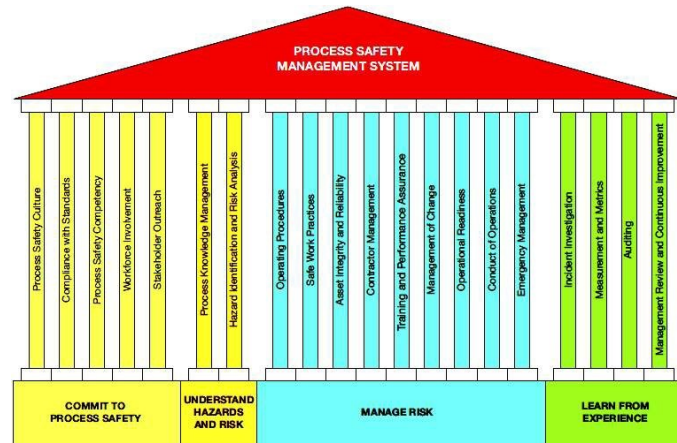 PROCESS SAFETY
MANAGEMENT SYSTEM
Process Safety Culture
Compliance with Standards
Process Safety Competency
Workforce Involvement
Stakeholder Outreach
Process Knowledge Management
Hazard Identification and Risk Analysis
Operating Procedures
Safe Work Practices
Asset Integrity and Reliability
Contractor Management
Training and Performance Assurance
Management of Change
Operational Readiness
Conduct of Operations
Emergency Management
Incident Investigation
Measurement and Metrics
Auditing
Management Review and Continuous Improvement
COMMIT TO
PROCESS SAFETY
UNDERSTAND
HAZARDS
AND RISK
MANAGE RISK
LEARN FROM
EXPERIENCE